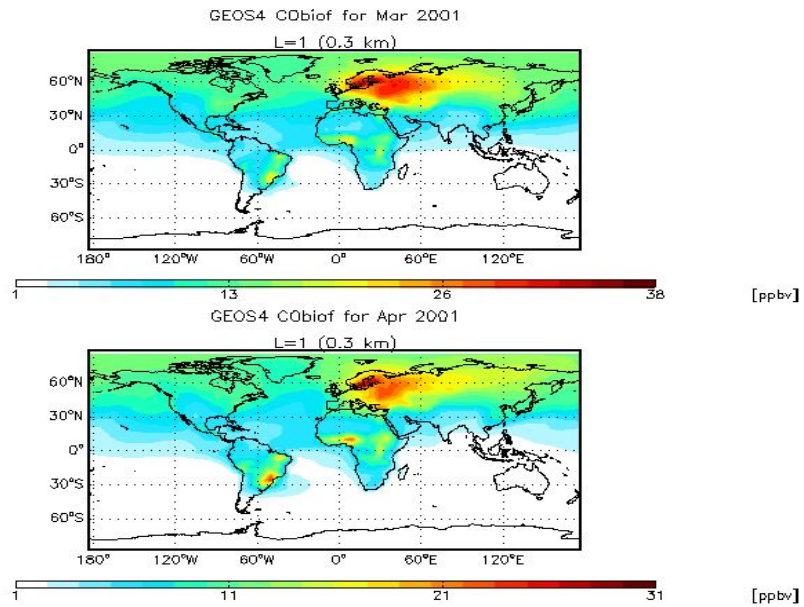 GEOS4 CObiof for Mar 2001
L=1 (0.3 km)
60°N
30°N
0°
30°S
60°S
180° 120°W 60°W 0° 60°E 120°E
1 13 26 38 [ppbv]
GEOS4 CObiof for Apr 2001
L=1 (0.3 km)
60°N
30°N
0°
30°S
60°S
180° 120°W 60°W 0° 60°E 120°E
1 11 21 31 [ppbv]